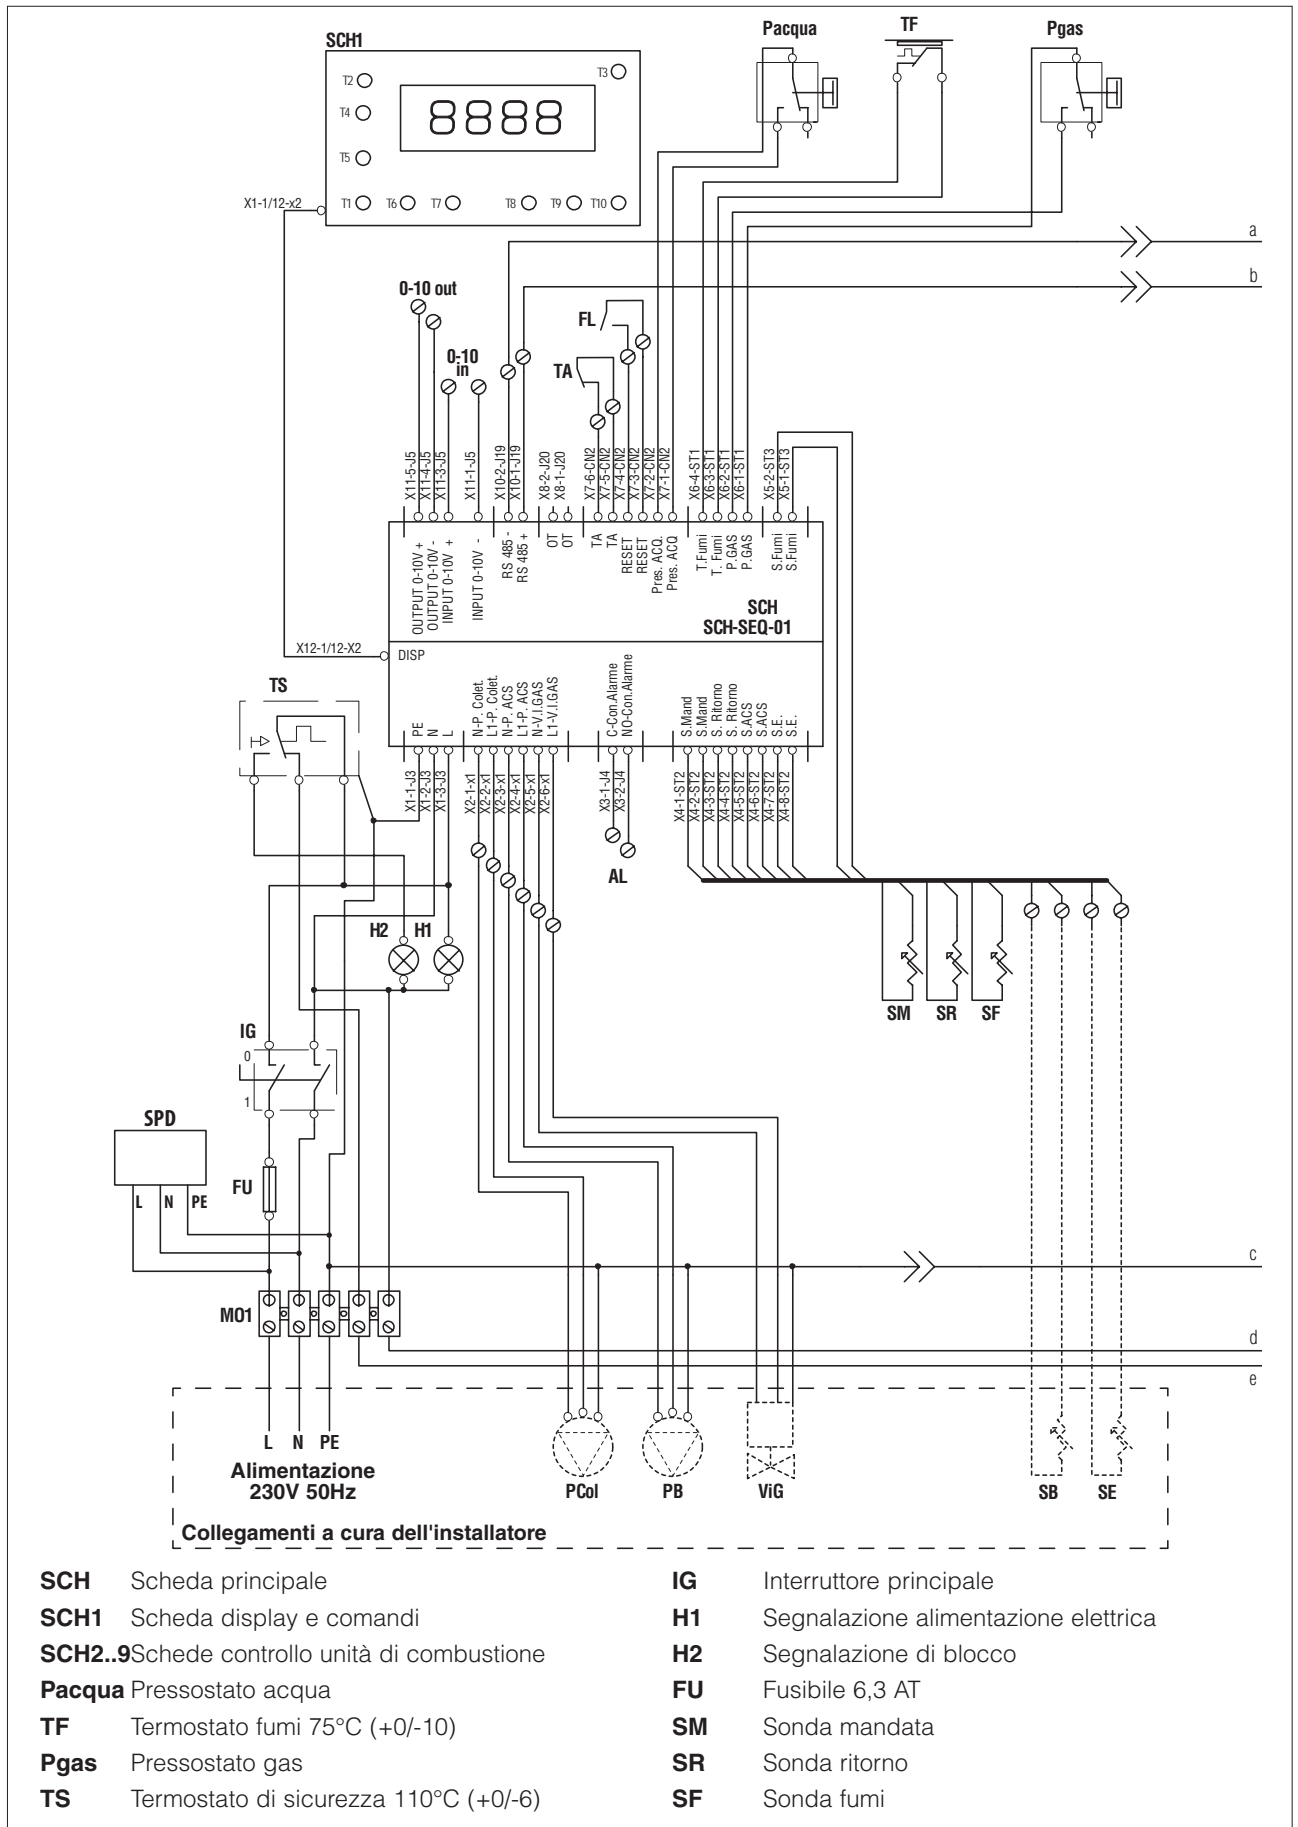 Pacqua
TF
Pgas
SCH1
T2
T3
T4
8888
T5
X1-1/12-x2
T1
T6
T7
T8
T9
T10
a
b
0-10 out
0-10
in
FL
TA
X11-5-J5
X11-4-J5
X11-3-J5
X11-1-J5
X10-2-J19
X10-1-J19
X8-2-J20
X8-1-J20
X7-6-CN2
X7-5-CN2
X7-4-CN2
X7-3-CN2
X7-2-CN2
X7-1-CN2
X6-4-ST1
X6-3-ST1
X6-2-ST1
X6-1-ST1
X5-2-ST3
X5-1-ST3
OUTPUT 0-10V +
OUTPUT 0-10V -
INPUT 0-10V +
INPUT 0-10V -
RS 485 -
RS 485 +
OT
OT
TA
TA
RESET
RESET
Pres. ACQ.
Pres. ACQ
T.Fumi
T. Fumi
P.GAS
P.GAS
S.Fumi
S.Fumi
SCH
SCH-SEQ-01
X12-1/12-X2
DISP
TS
PE
N
L
N-P. Colet.
L1-P. Colet.
N-P. ACS
L1-P. ACS
N-V.I.GAS
L1-V.I.GAS
C-Con.Alarme
NO-Con.Alarme
S.Mand
S.Mand
S. Ritorno
S. Ritorno
S.ACS
S.ACS
S.E.
S.E.
X1-1-J3
X1-2-J3
X1-3-J3
X2-1-x1
X2-2-x1
X2-3-x1
X2-4-x1
X2-5-x1
X2-6-x1
X3-1-J4
X3-2-J4
X4-1-ST2
X4-2-ST2
X4-3-ST2
X4-4-ST2
X4-5-ST2
X4-6-ST2
X4-7-ST2
X4-8-ST2
AL
H2
H1
SM
SR
SF
IG
0
1
SPD
L
N
PE
FU
c
MO1
d
e
L
N
PE
Alimentazione
230V 50Hz
PCol
PB
ViG
SB
SE
Collegamenti a cura dell'installatore
SCH Scheda principale
SCH1 Scheda display e comandi
SCH2..9 Schede controllo unità di combustione
Pacqua Pressostato acqua
TF Termostato fumi 75°C (+0/-10)
Pgas Pressostato gas
TS Termostato di sicurezza 110°C (+0/-6)
IG Interruttore principale
H1 Segnalazione alimentazione elettrica
H2 Segnalazione di blocco
FU Fusibile 6,3 AT
SM Sonda mandata
SR Sonda ritorno
SF Sonda fumi